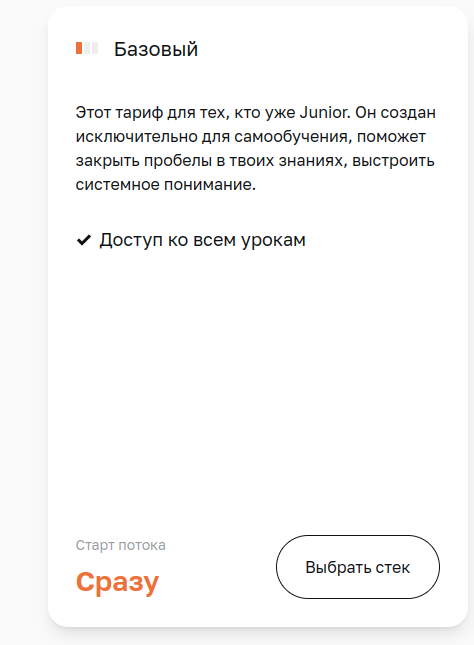 Базовый
Этот тариф для тех, кто уже Junior. Он создан
исключительно для самообучения, поможет
закрыть пробелы в твоих знаниях, выстроить
системное понимание.
Доступ ко всем урокам
Старт потока
Сразу
Выбрать стек